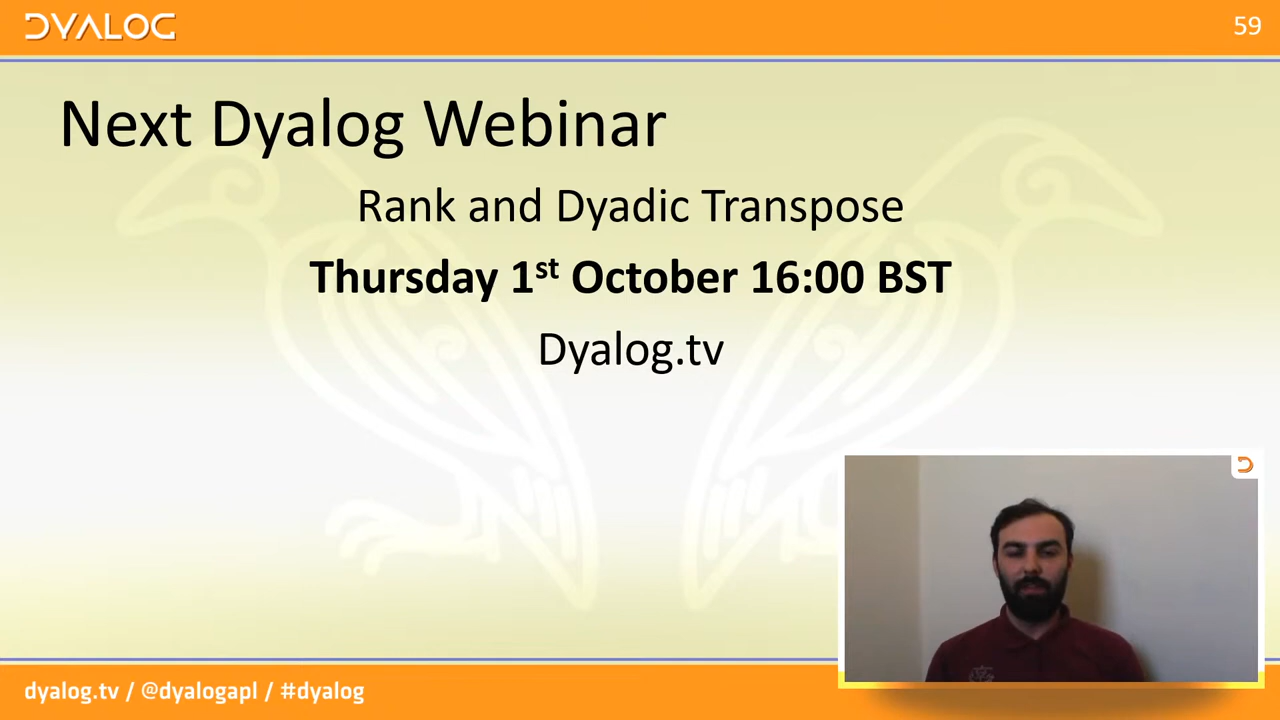 DYALOG
59
Next Dyalog Webinar
Rank and Dyadic Transpose
Thursday 1st October 16:00 BST
Dyalog.tv
dyalog.tv / @dyalogapl / #dyalog